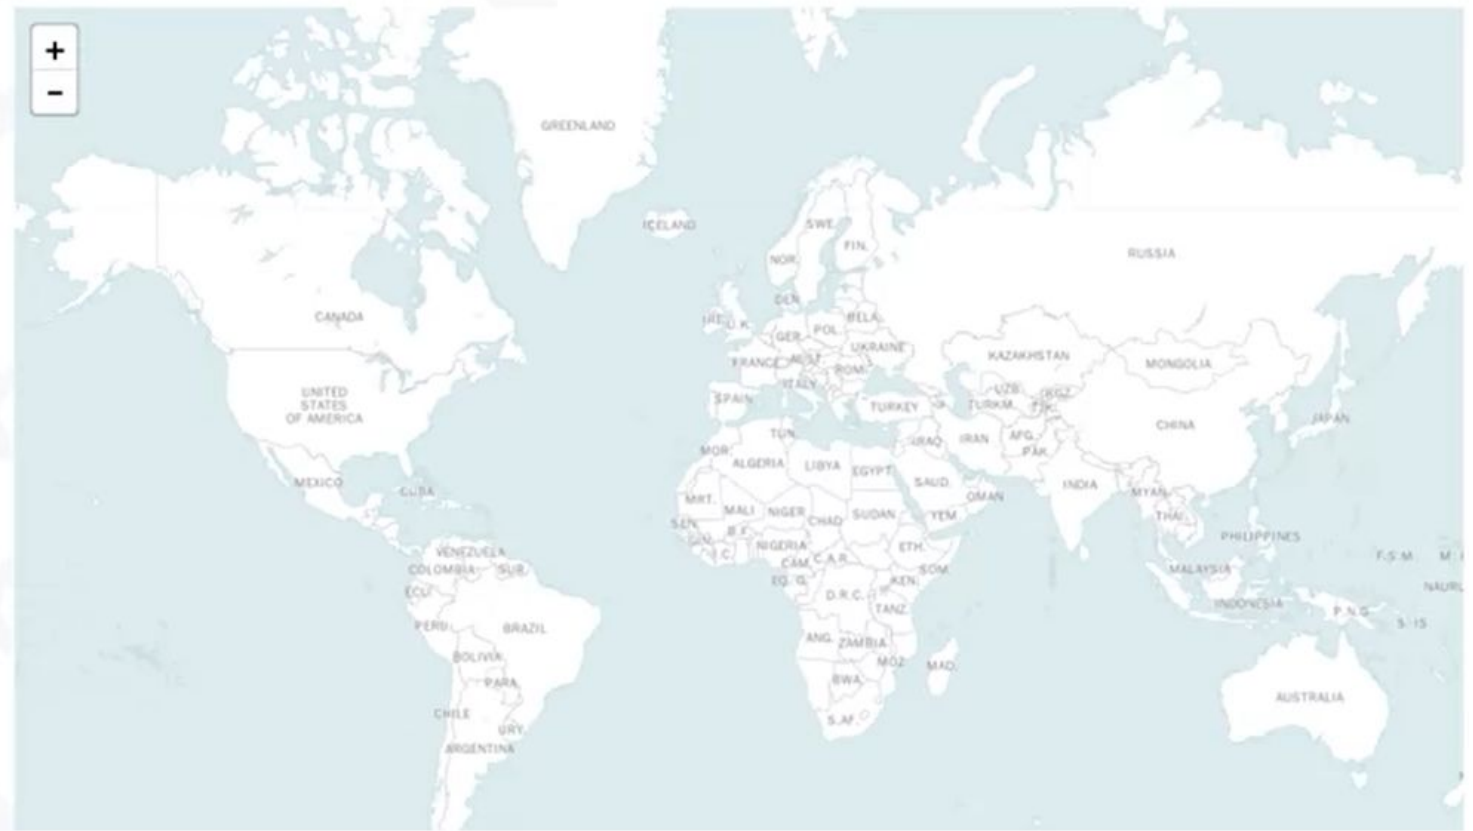 +
−
GREENLAND
ICELAND
SWE.
FIN.
NOR.
RUSSIA
DEN.
CANADA
IRE.
U.K.
BELA.
POL.
GER.
UKRAINE
KAZAKHSTAN
MONGOLIA
FRANCE
ROM.
ITALY
UNITED
STATES
OF AMERICA
SPAIN
UZB.
KGZ.
TURKEY
TURKM.
CHINA
JAPAN
TUN.
IRAQ
IRAN
AFG.
MOR.
PAK.
ALGERIA
LIBYA
EGYPT
MEXICO
SAUD.
INDIA
CUBA
MRT.
OMAN
MYAN.
MALI
NIGER
CHAD
SUDAN
YEM.
THAI.
SEN.
B.F.
I.C.
NIGERIA
ETH.
PHILIPPINES
VENEZUELA
CAM.
C.A.R.
F.S.M.
COLOMBIA
SUR.
SOM.
MALAYSIA
EQ. G.
KEN.
ECU.
D.R.C.
INDONESIA
TANZ.
P.N.G.
S. IS.
PERU
BRAZIL
ANG.
ZAMBIA
BOLIVIA
MOZ.
MAD.
PARA.
BWA.
AUSTRALIA
CHILE
S.AF.
URY.
ARGENTINA